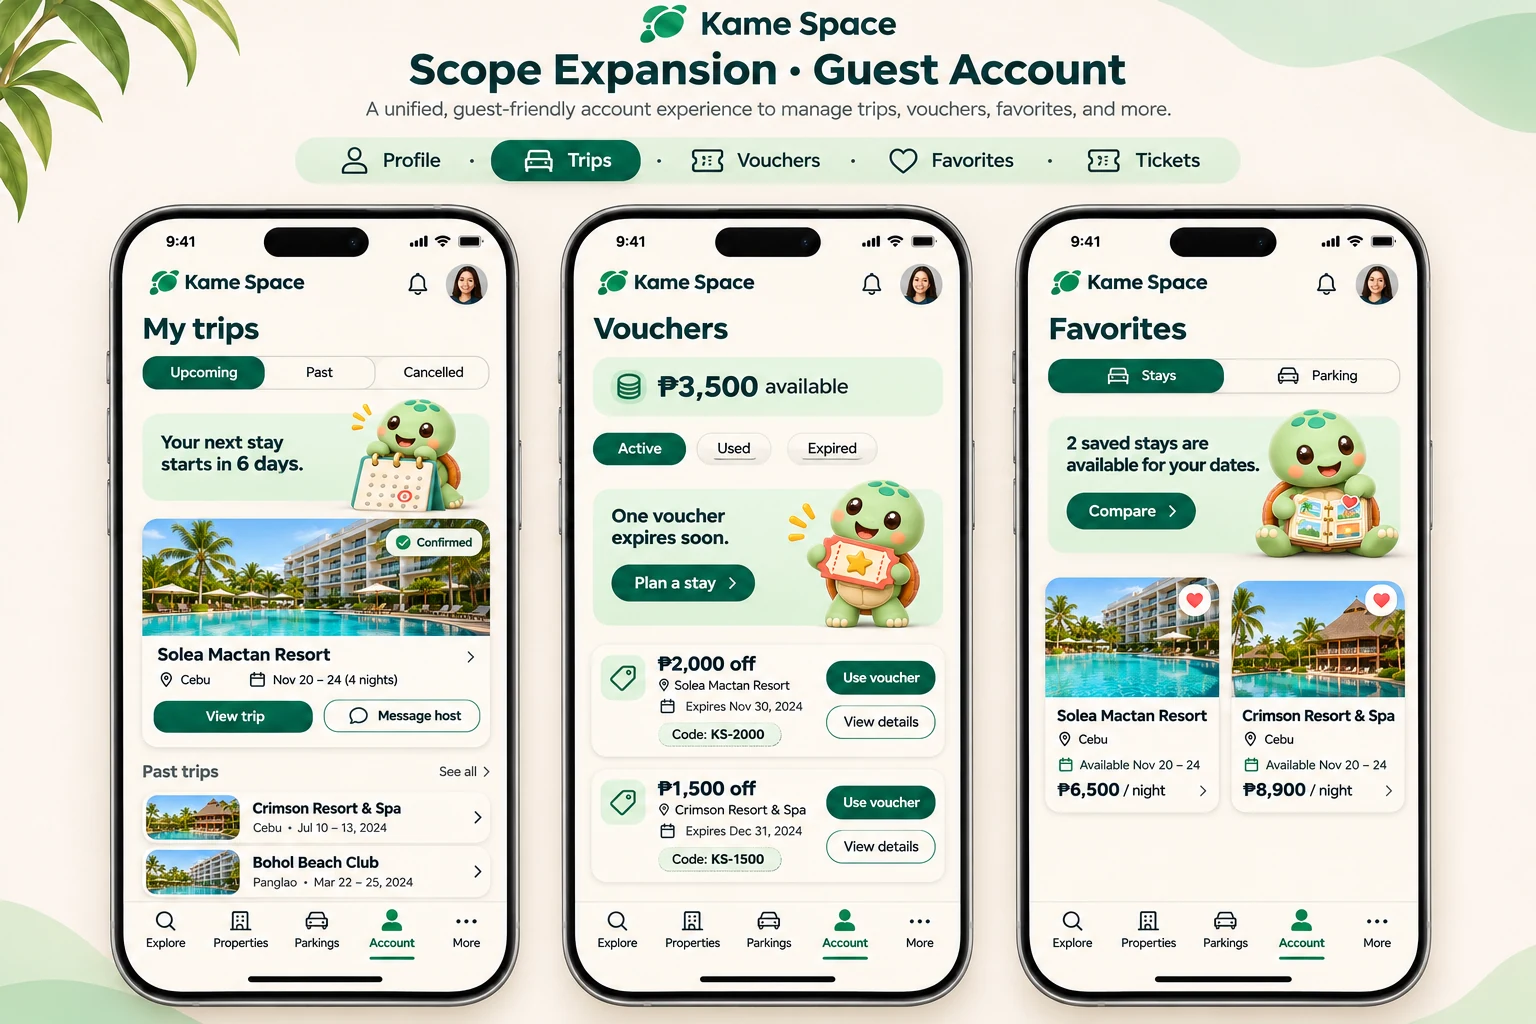 Kame Space
Scope Expansion · Guest Account
A unified, guest-friendly account experience to manage trips, vouchers, favorites, and more.
Profile · Trips · Vouchers · Favorites · Tickets
9:41
Kame Space
My trips
Upcoming Past Cancelled
Your next stay
starts in 6 days.
Confirmed
Solea Mactan Resort
Cebu Nov 20 – 24 (4 nights)
View trip Message host
Past trips See all
Crimson Resort & Spa
Cebu • Jul 10 – 13, 2024
Bohol Beach Club
Panglao • Mar 22 – 25, 2024
Explore Properties Parkings Account More
9:41
Kame Space
Vouchers
₱3,500 available
Active Used Expired
One voucher
expires soon.
Plan a stay
₱2,000 off
Solea Mactan Resort
Expires Nov 30, 2024
Code: KS-2000
Use voucher
View details
₱1,500 off
Crimson Resort & Spa
Expires Dec 31, 2024
Code: KS-1500
Use voucher
View details
Explore Properties Parkings Account More
9:41
Kame Space
Favorites
Stays Parking
2 saved stays are
available for your dates.
Compare
Solea Mactan Resort
Cebu
Available Nov 20 – 24
₱6,500 / night
Crimson Resort & Spa
Cebu
Available Nov 20 – 24
₱8,900 / night
Explore Properties Parkings Account More